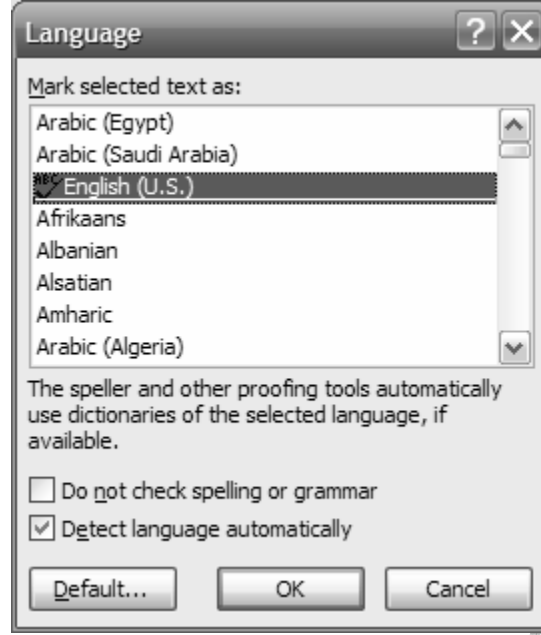 Language
Mark selected text as:
Arabic (Egypt)
Arabic (Saudi Arabia)
ABC English (U.S.)
Afrikaans
Albanian
Alsatian
Amharic
Arabic (Algeria)
The speller and other proofing tools automatically
use dictionaries of the selected language, if
available.
Do not check spelling or grammar
Detect language automatically
Default... OK Cancel